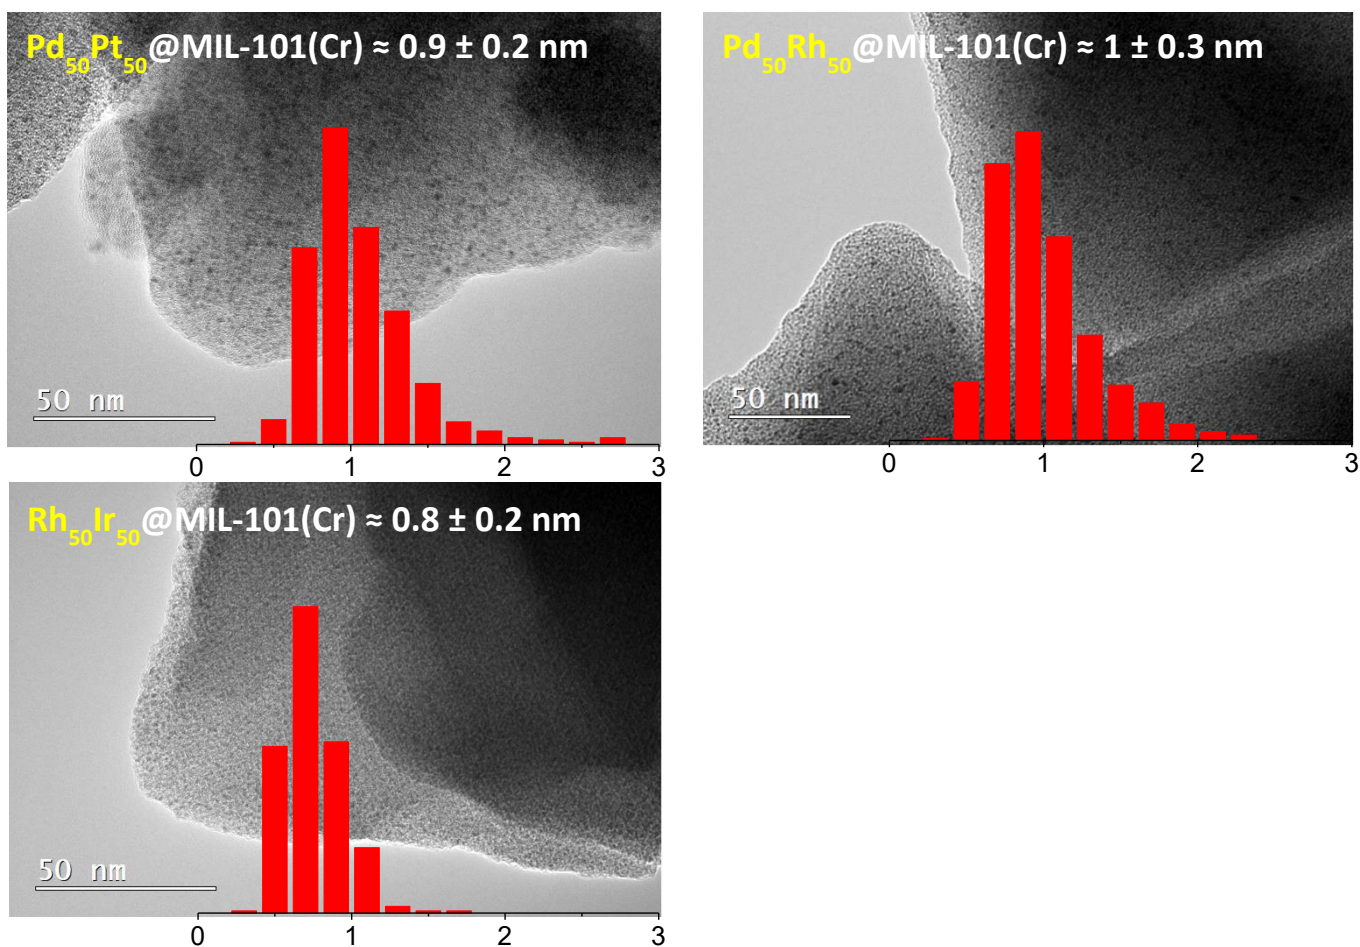 Pd50Pt50@MIL-101(Cr) ≈ 0.9 ± 0.2 nm
50 nm
0 1 2 3
Pd50Rh50@MIL-101(Cr) ≈ 1 ± 0.3 nm
50 nm
0 1 2 3
Rh50Ir50@MIL-101(Cr) ≈ 0.8 ± 0.2 nm
50 nm
0 1 2 3